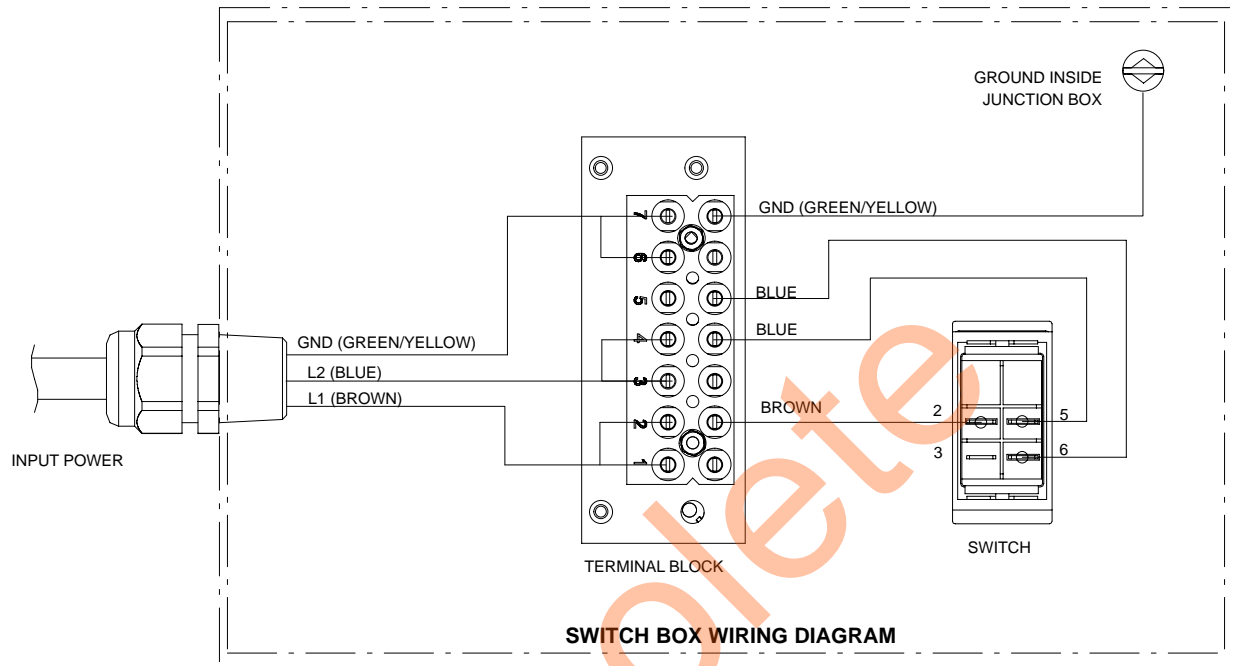 GROUND INSIDE
JUNCTION BOX
7
GND (GREEN/YELLOW)
6
5
BLUE
GND (GREEN/YELLOW)
4
BLUE
L2 (BLUE)
3
L1 (BROWN)
2
BROWN
2
5
1
3
6
INPUT POWER
SWITCH
TERMINAL BLOCK
SWITCH BOX WIRING DIAGRAM
olete